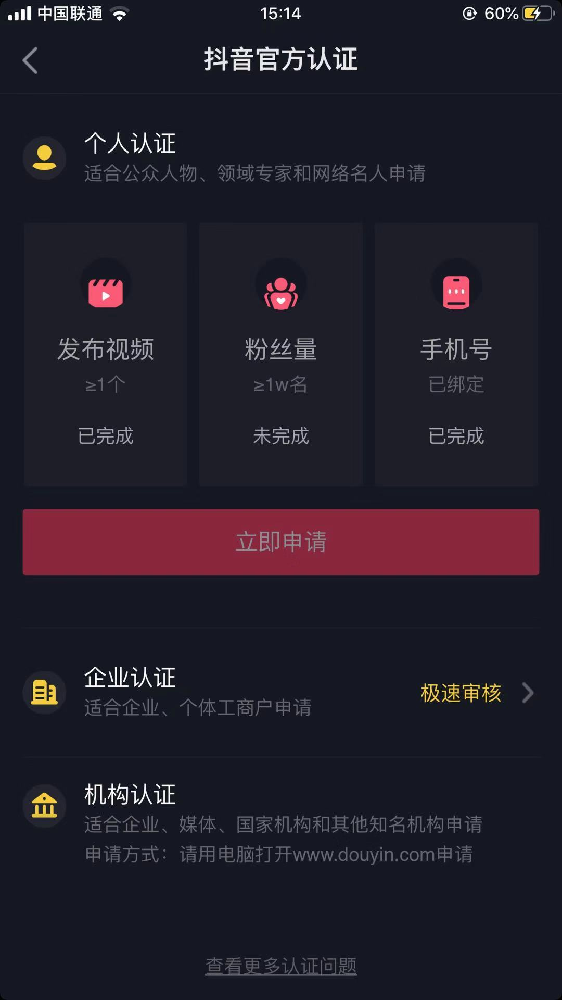 中国联通
15:14
60%
抖音官方认证
个人认证
适合公众人物、领域专家和网络名人申请
发布视频
≥1个
已完成
粉丝量
≥1w名
未完成
手机号
已绑定
已完成
立即申请
企业认证
适合企业、个体工商户申请
极速审核
机构认证
适合企业、媒体、国家机构和其他知名机构申请
申请方式：请用电脑打开www.douyin.com申请
查看更多认证问题